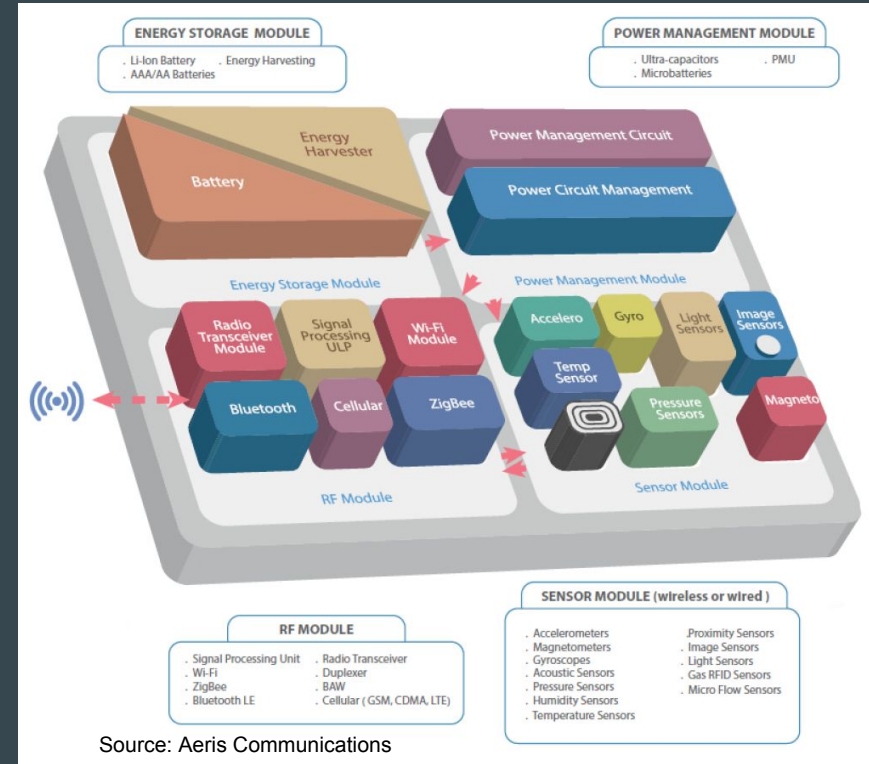 ENERGY STORAGE MODULE
. Li-Ion Battery . Energy Harvesting
. AAA/AA Batteries
POWER MANAGEMENT MODULE
. Ultra-capacitors . PMU
. Microbatteries
Energy
Harvester
Battery
Power Management Circuit
Power Circuit Management
Energy Storage Module
Power Management Module
Radio
Transceiver
Module
Signal
Processing
ULP
Wi-Fi
Module
Accelero
Gyro
Light
Sensors
Image
Sensors
Temp
Sensor
Bluetooth
Cellular
ZigBee
Pressure
Sensors
Magneto
RF Module
Sensor Module
RF MODULE
. Signal Processing Unit . Radio Transceiver
. Wi-Fi . Duplexer
. ZigBee . BAW
. Bluetooth LE . Cellular ( GSM, CDMA, LTE)
SENSOR MODULE (wireless or wired )
. Accelerometers .Proximity Sensors
. Magnetometers . Image Sensors
. Gyroscopes . Light Sensors
. Acoustic Sensors . Gas RFID Sensors
. Pressure Sensors . Micro Flow Sensors
. Humidity Sensors
. Temperature Sensors
Source: Aeris Communications